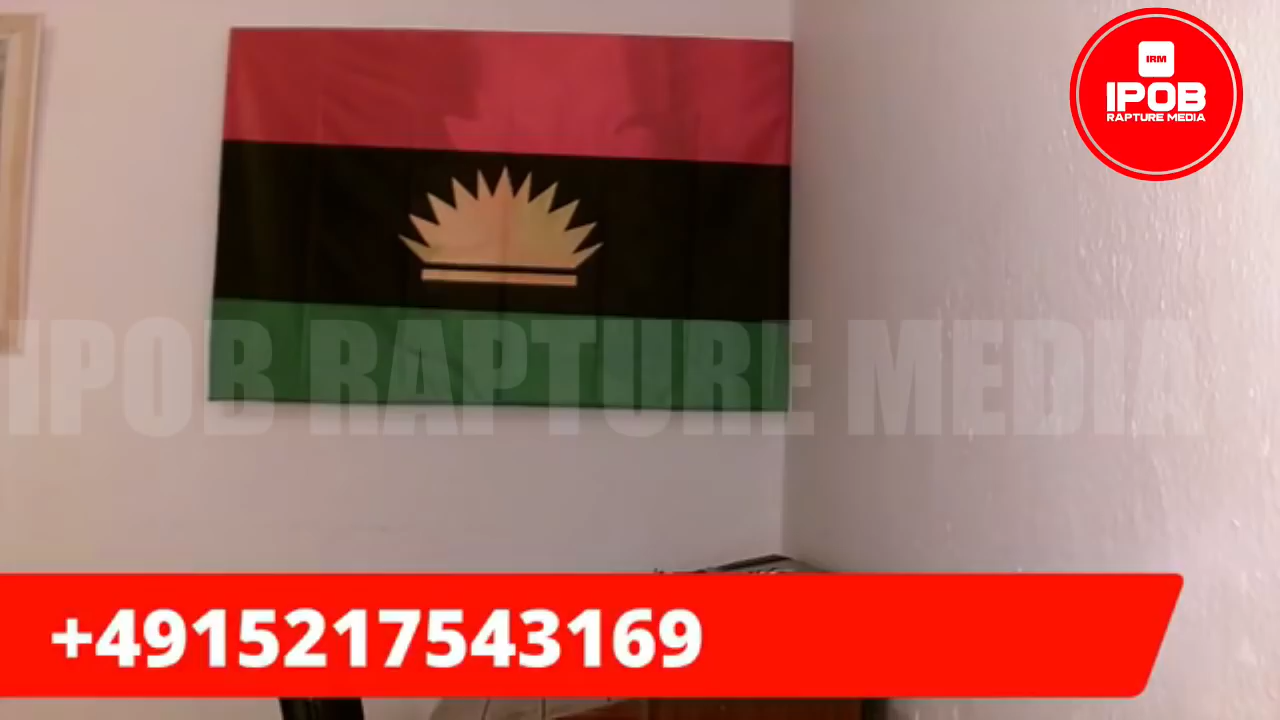 IRM
IPOB
RAPTURE MEDIA
IPOB RAPTURE MEDIA
+4915217543169